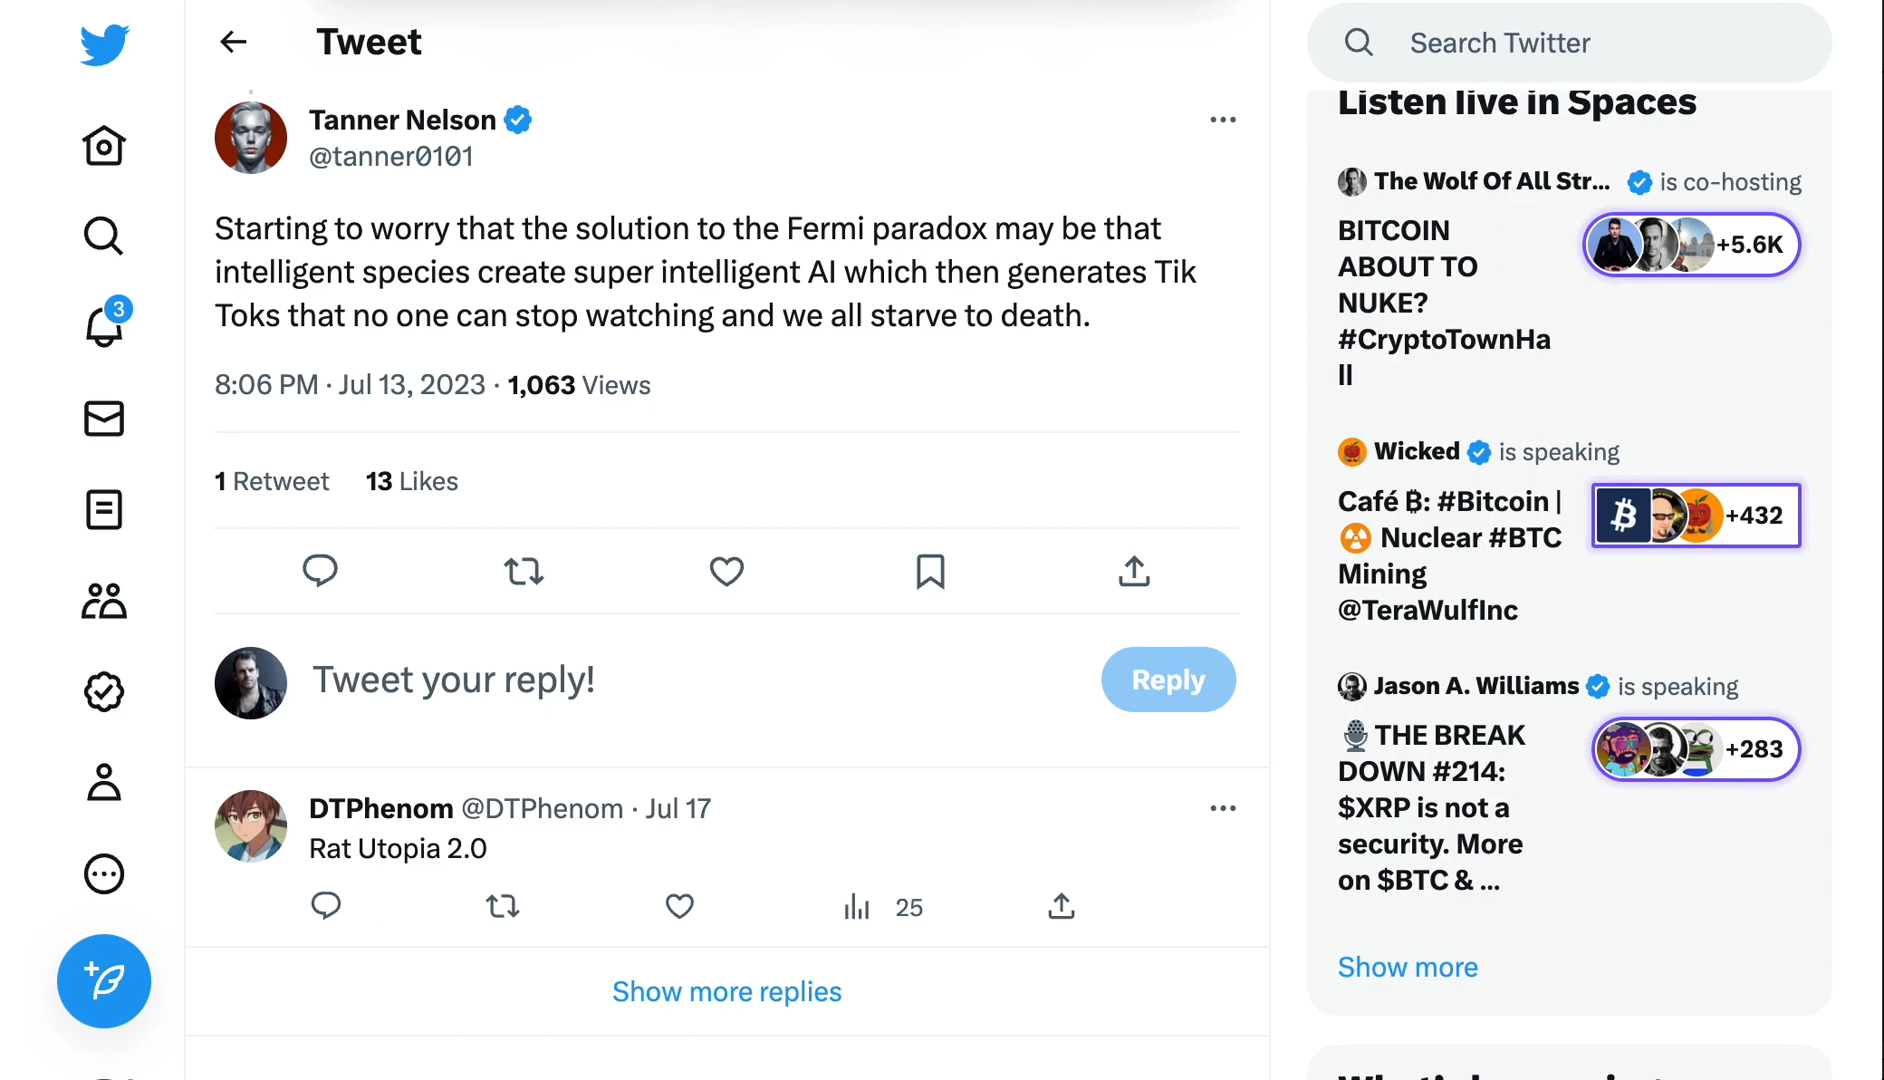 Tweet
Tanner Nelson
@tanner0101
Starting to worry that the solution to the Fermi paradox may be that
intelligent species create super intelligent AI which then generates Tik
Toks that no one can stop watching and we all starve to death.
8:06 PM · Jul 13, 2023 · 1,063 Views
1 Retweet 13 Likes
Tweet your reply!
Reply
DTPhenom @DTPhenom · Jul 17
Rat Utopia 2.0
25
Show more replies
3
Search Twitter
Listen live in Spaces
The Wolf Of All Str... is co-hosting
BITCOIN
ABOUT TO
NUKE?
#CryptoTownHa
ll
+5.6K
Wicked is speaking
Café ₿: #Bitcoin |
☢️ Nuclear #BTC
Mining
@TeraWulfInc
+432
Jason A. Williams is speaking
🎙️THE BREAK
DOWN #214:
$XRP is not a
security. More
on $BTC & ...
+283
Show more